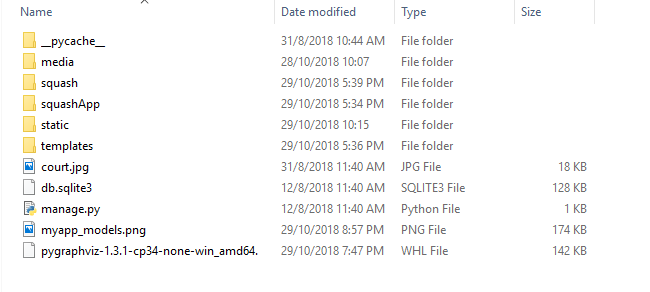 Name Date modified Type Size
__pycache__ 31/8/2018 10:44 AM File folder
media 28/10/2018 10:07 File folder
squash 29/10/2018 5:39 PM File folder
squashApp 29/10/2018 5:34 PM File folder
static 29/10/2018 10:15 File folder
templates 29/10/2018 5:36 PM File folder
court.jpg 31/8/2018 11:40 AM JPG File 18 KB
db.sqlite3 12/8/2018 11:40 AM SQLITE3 File 128 KB
manage.py 12/8/2018 11:40 AM Python File 1 KB
myapp_models.png 29/10/2018 8:57 PM PNG File 174 KB
pygraphviz-1.3.1-cp34-none-win_amd64. 29/10/2018 7:47 PM WHL File 142 KB